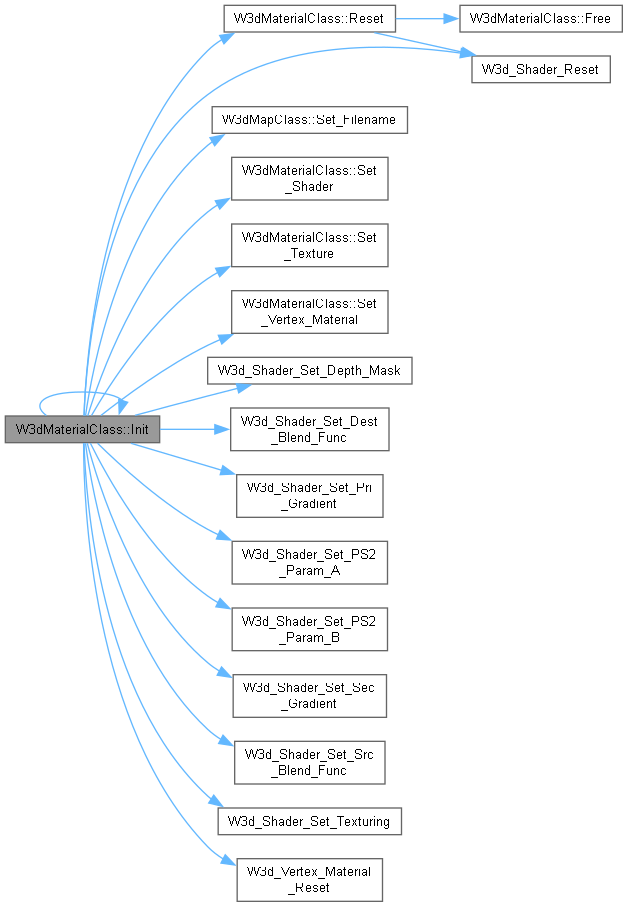 W3dMaterialClass::Reset
W3dMaterialClass::Free
W3d_Shader_Reset
W3dMapClass::Set_Filename
W3dMaterialClass::Set
_Shader
W3dMaterialClass::Set
_Texture
W3dMaterialClass::Set
_Vertex_Material
W3d_Shader_Set_Depth_Mask
W3dMaterialClass::Init
W3d_Shader_Set_Dest
_Blend_Func
W3d_Shader_Set_Pri
_Gradient
W3d_Shader_Set_PS2
_Param_A
W3d_Shader_Set_PS2
_Param_B
W3d_Shader_Set_Sec
_Gradient
W3d_Shader_Set_Src
_Blend_Func
W3d_Shader_Set_Texturing
W3d_Vertex_Material
_Reset